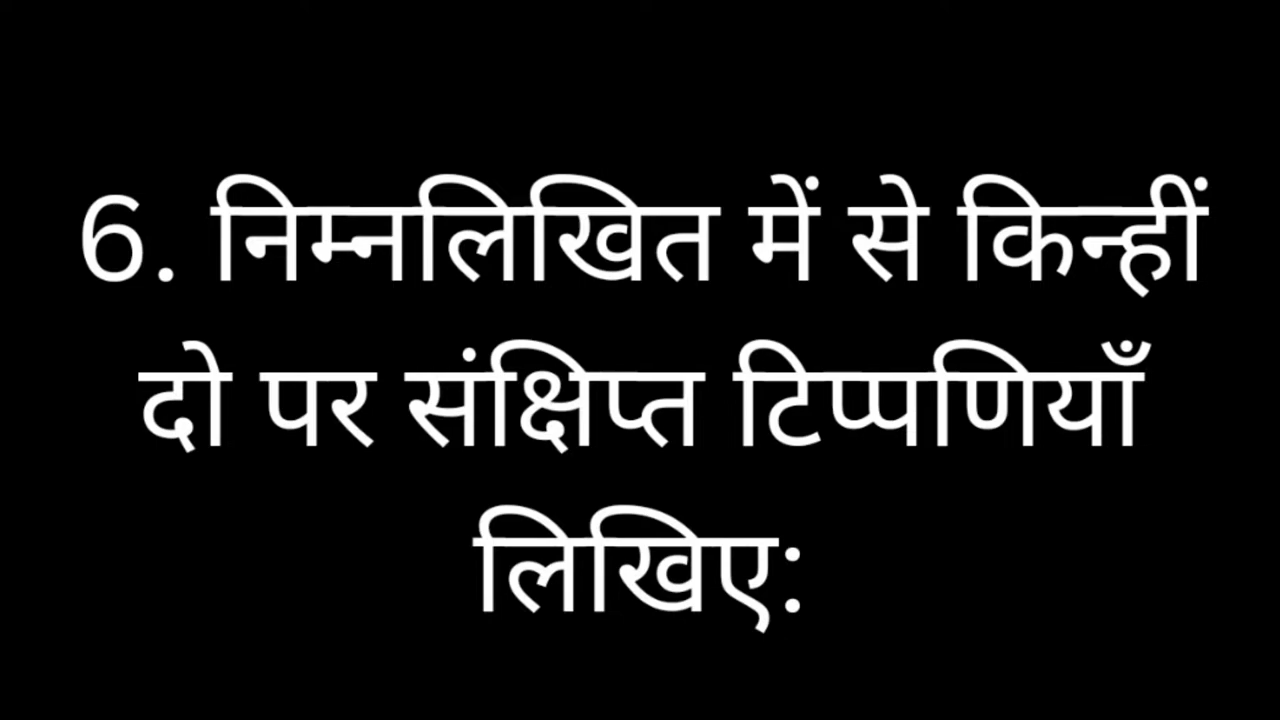 6. निम्नलिखित में से किन्हीं
दो पर संक्षिप्त टिप्पणियाँ
लिखिए: